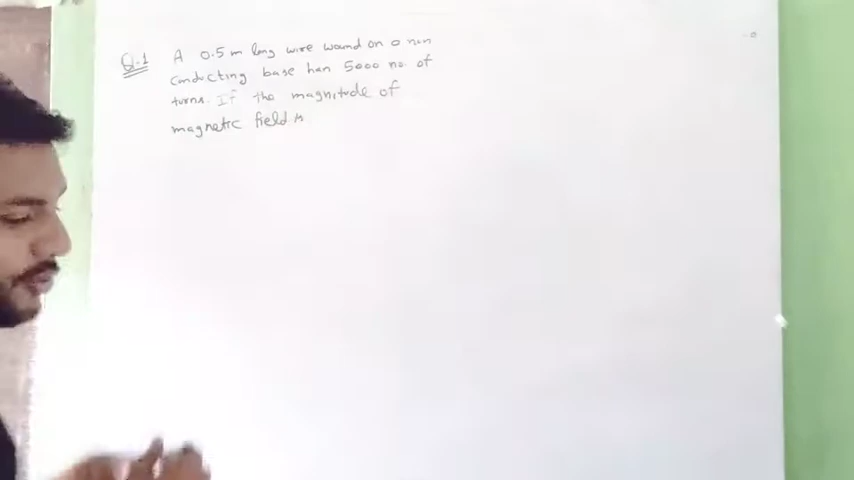 Q.1 A 0.5 m long wire wound on a non
conducting base han 5000 no. of
turns. If the magnitude of
magnetic field is